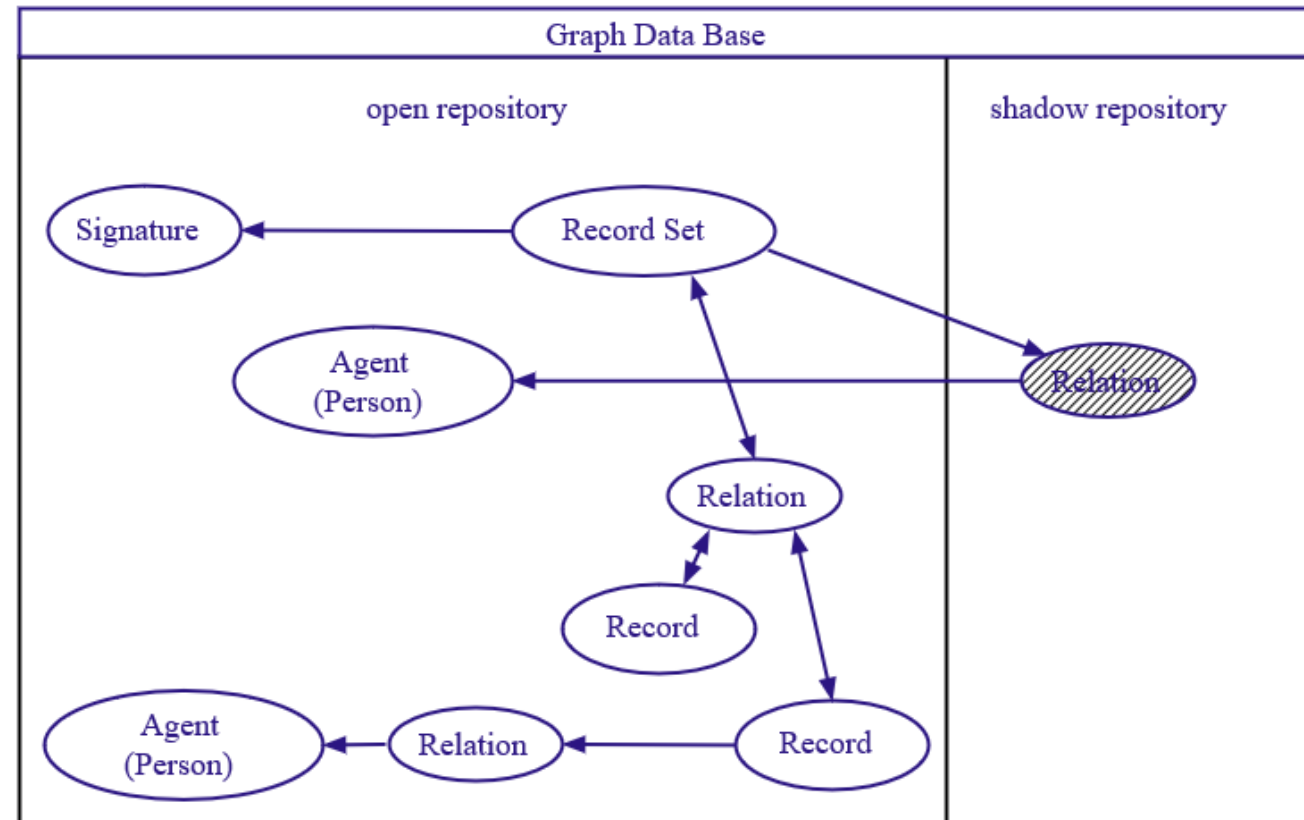 Graph Data Base
open repository
shadow repository
Signature
Record Set
Agent
(Person)
Relation
Relation
Record
Agent
(Person)
Relation
Record